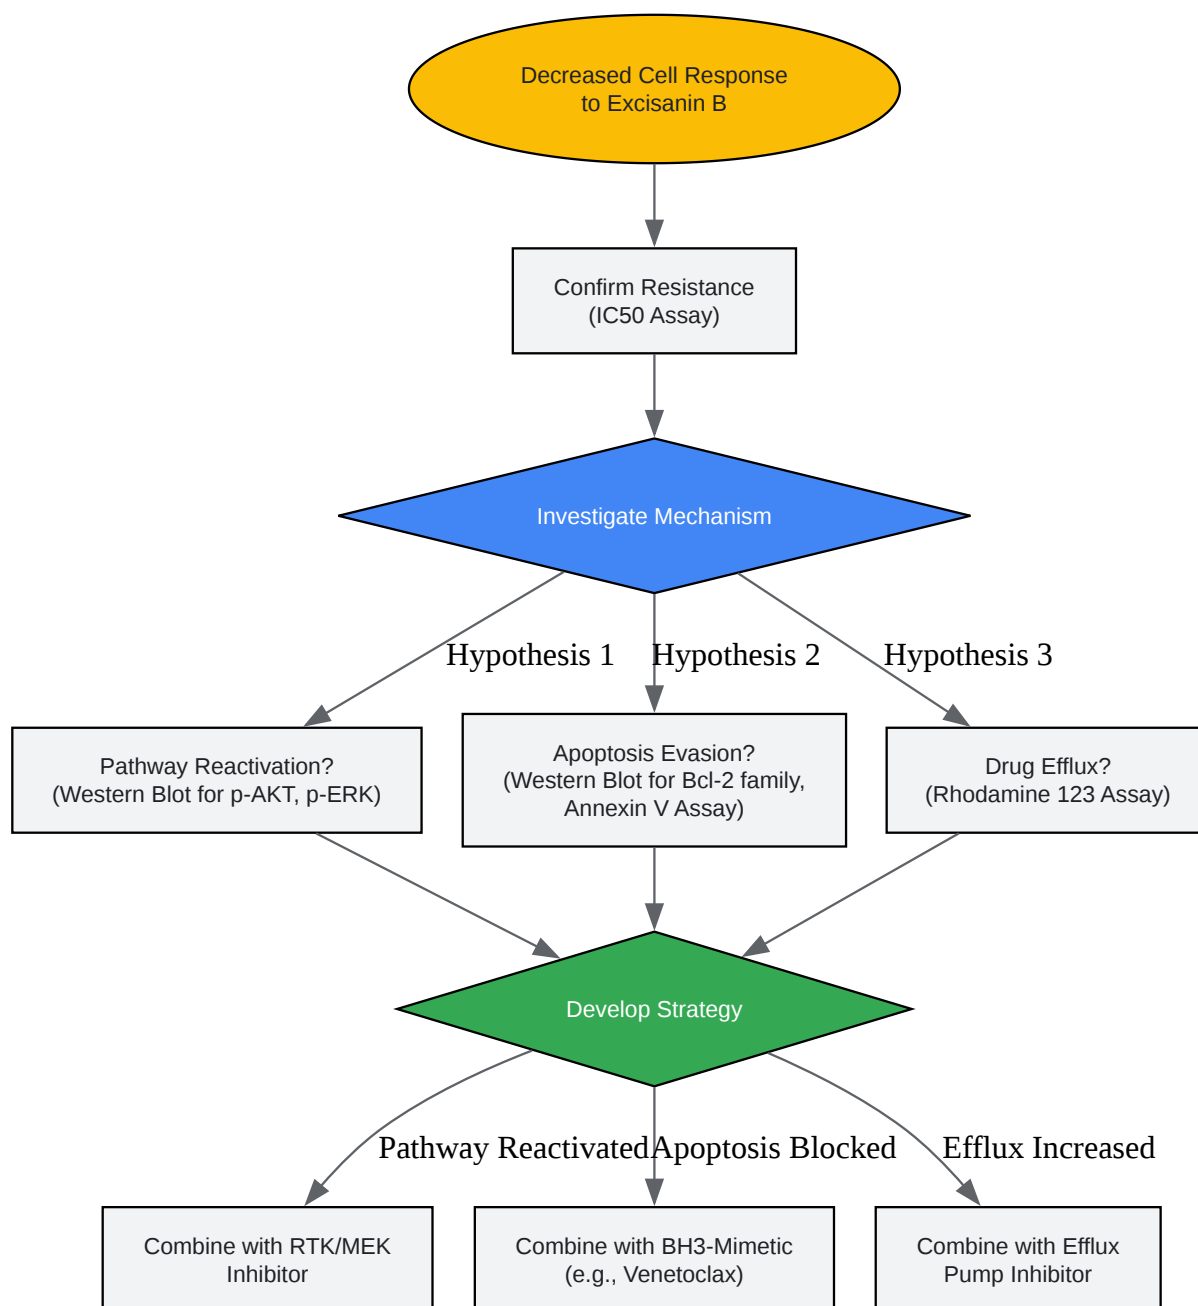 Decreased Cell Response
to Excisanin B
Confirm Resistance
(IC50 Assay)
Investigate Mechanism
Hypothesis 1
Hypothesis 2
Hypothesis 3
Pathway Reactivation?
(Western Blot for p-AKT, p-ERK)
Apoptosis Evasion?
(Western Blot for Bcl-2 family,
Annexin V Assay)
Drug Efflux?
(Rhodamine 123 Assay)
Develop Strategy
Pathway Reactivated
Apoptosis Blocked
Efflux Increased
Combine with RTK/MEK
Inhibitor
Combine with BH3-Mimetic
(e.g., Venetoclax)
Combine with Efflux
Pump Inhibitor